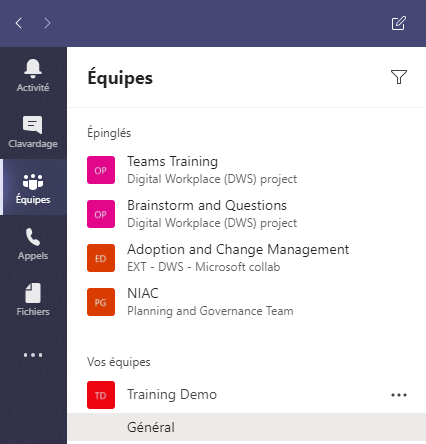 Équipes
Activité
Clavardage
Équipes
Appels
Fichiers
Épinglés
OP
Teams Training
Digital Workplace (DWS) project
OP
Brainstorm and Questions
Digital Workplace (DWS) project
ED
Adoption and Change Management
EXT - DWS - Microsoft collab
PG
NIAC
Planning and Governance Team
Vos équipes
TD
Training Demo
Général